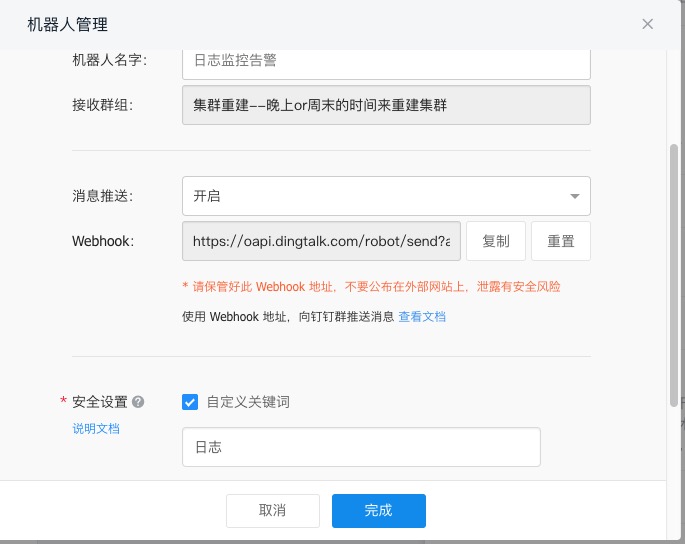 机器人管理
机器人名字:
日志监控告警
接收群组:
集群重建--晚上or周末的时间来重建集群
消息推送:
开启
Webhook:
https://oapi.dingtalk.com/robot/send?a
复制
重置
* 请保管好此 Webhook 地址，不要公布在外部网站上，泄露有安全风险
使用 Webhook 地址，向钉钉群推送消息 查看文档
* 安全设置
自定义关键词
说明文档
日志
取消
完成